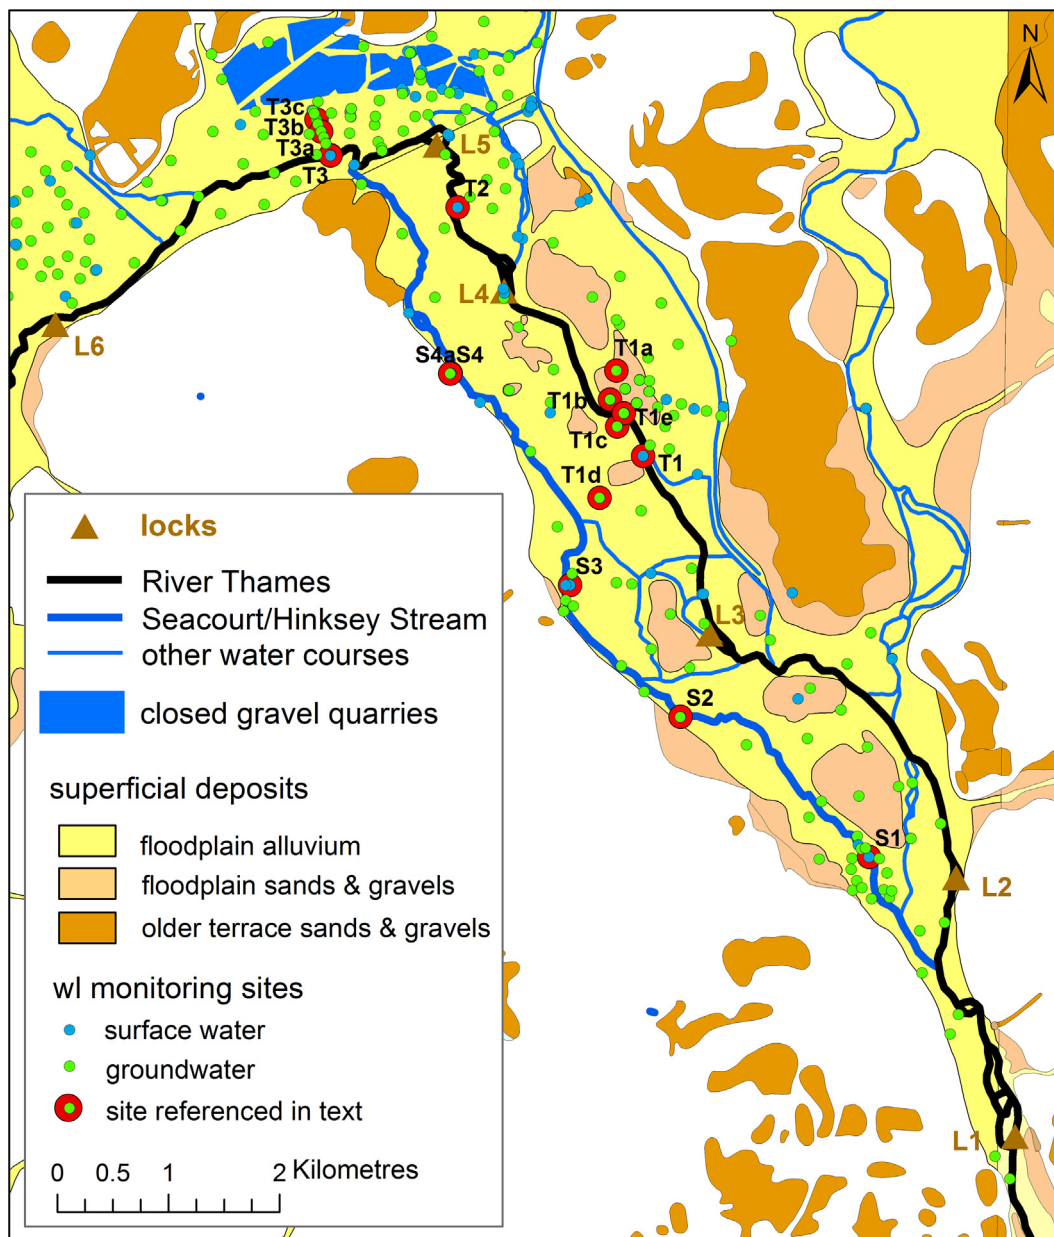 N
T3c
T3b
T3a
T3
L5
T2
L4
L6
S4aS4
T1a
T1b
T1e
T1c
T1
T1d
S3
L3
S2
S1
L2
L1
locks
River Thames
Seacourt/Hinksey Stream
other water courses
closed gravel quarries
superficial deposits
floodplain alluvium
floodplain sands & gravels
older terrace sands & gravels
wl monitoring sites
surface water
groundwater
site referenced in text
0 0.5 1 2 Kilometres